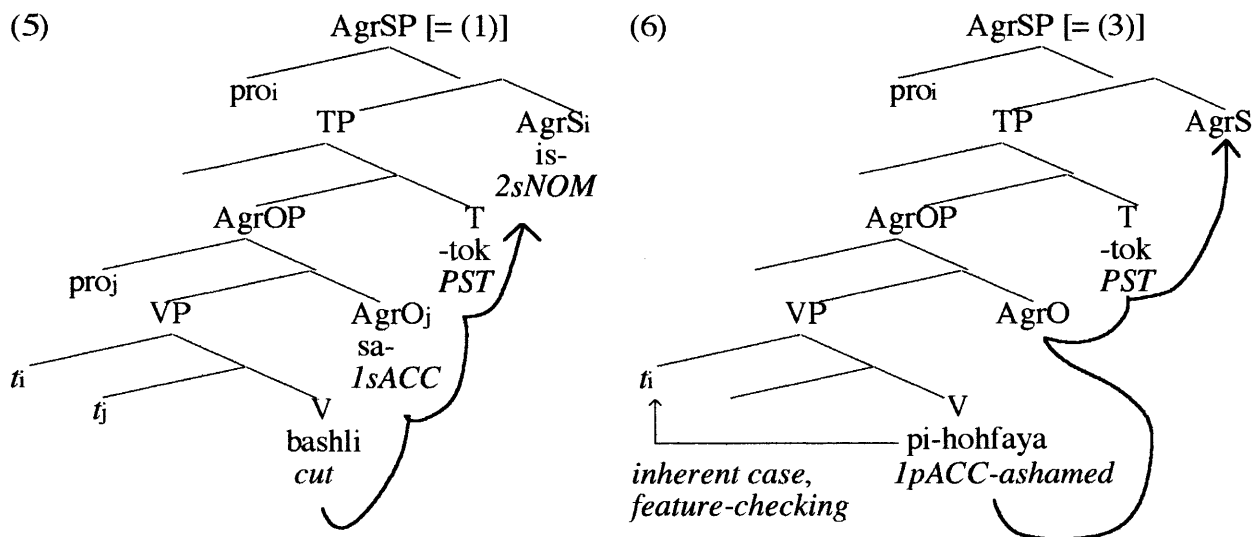 (5) AgrSP [= (1)] (6) AgrSP [= (3)]
proi proi
TP AgrSi TP AgrS
is-
2sNOM
AgrOP T AgrOP T
-tok -tok
PST PST
proj
VP AgrOj VP AgrO
sa-
1sACC
ti ti
tj
V V
bashli pi-hohfaya
cut inherent case, 1pACC-ashamed
feature-checking